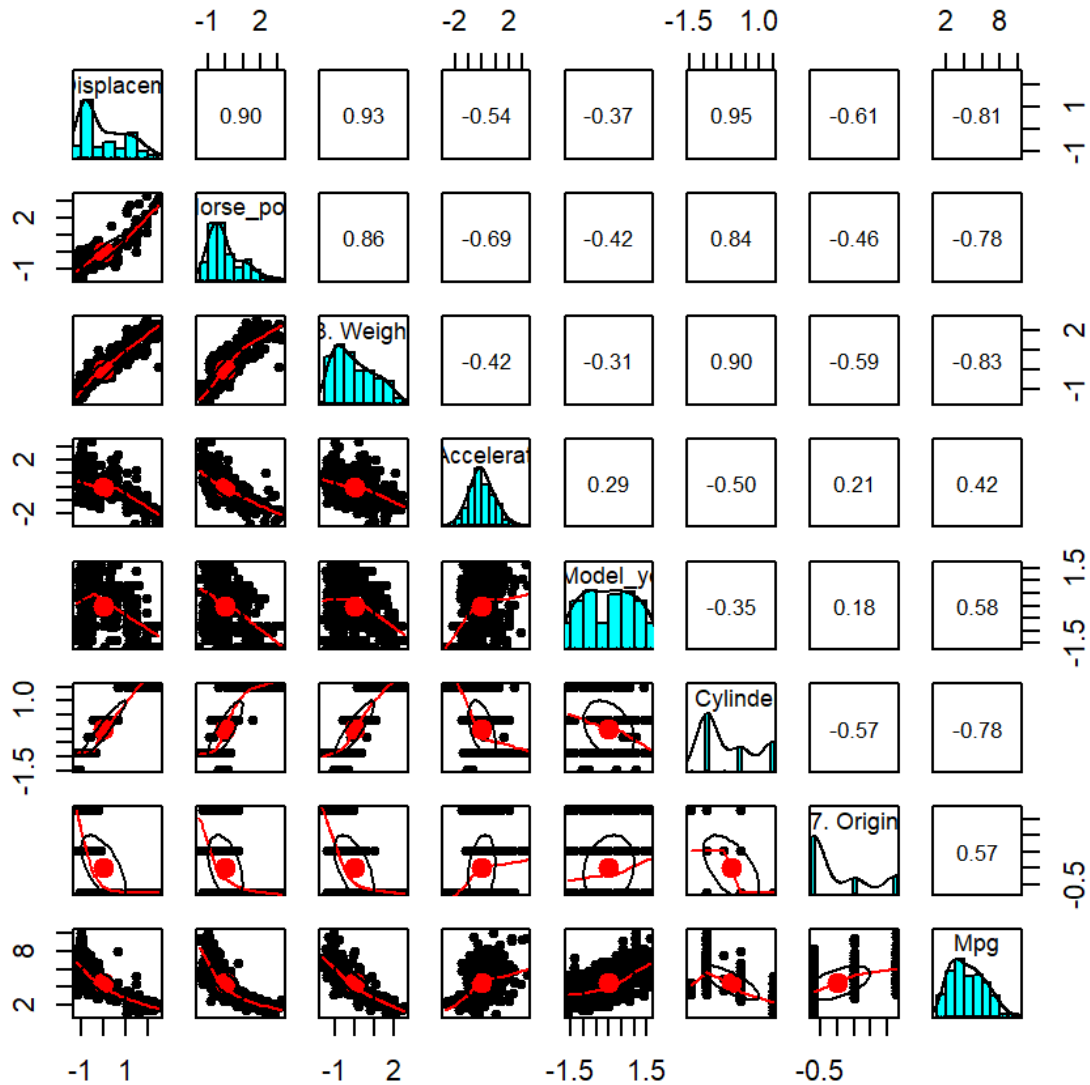 -1 2 -2 2 -1.5 1.0 2 8
Displacem 0.90 0.93 -0.54 -0.37 0.95 -0.61 -0.81 -1 1
-1 2 Horse_po 0.86 -0.69 -0.42 0.84 -0.46 -0.78
3. Weigh -0.42 -0.31 0.90 -0.59 -0.83 -1 2
-2 2 Accelerat 0.29 -0.50 0.21 0.42
Model_ye -0.35 0.18 0.58 -1.5 1.5
-1.5 1.0 Cylinde -0.57 -0.78
7. Origin 0.57 -0.5
2 8 Mpg
-1 1 -1 2 -1.5 1.5 -0.5